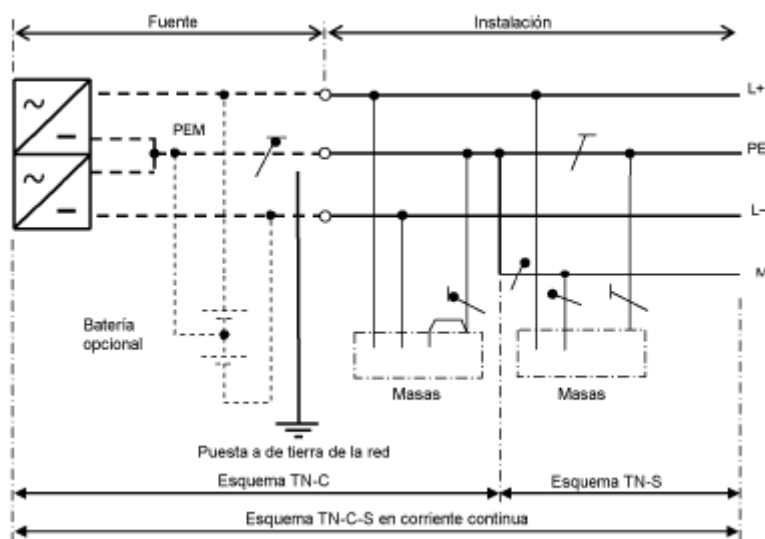 Fuente
Instalación
L+
PEM
PE
L–
M
Batería
opcional
Masas
Masas
Puesta a de tierra de la red
Esquema TN-C
Esquema TN-S
Esquema TN-C-S en corriente continua